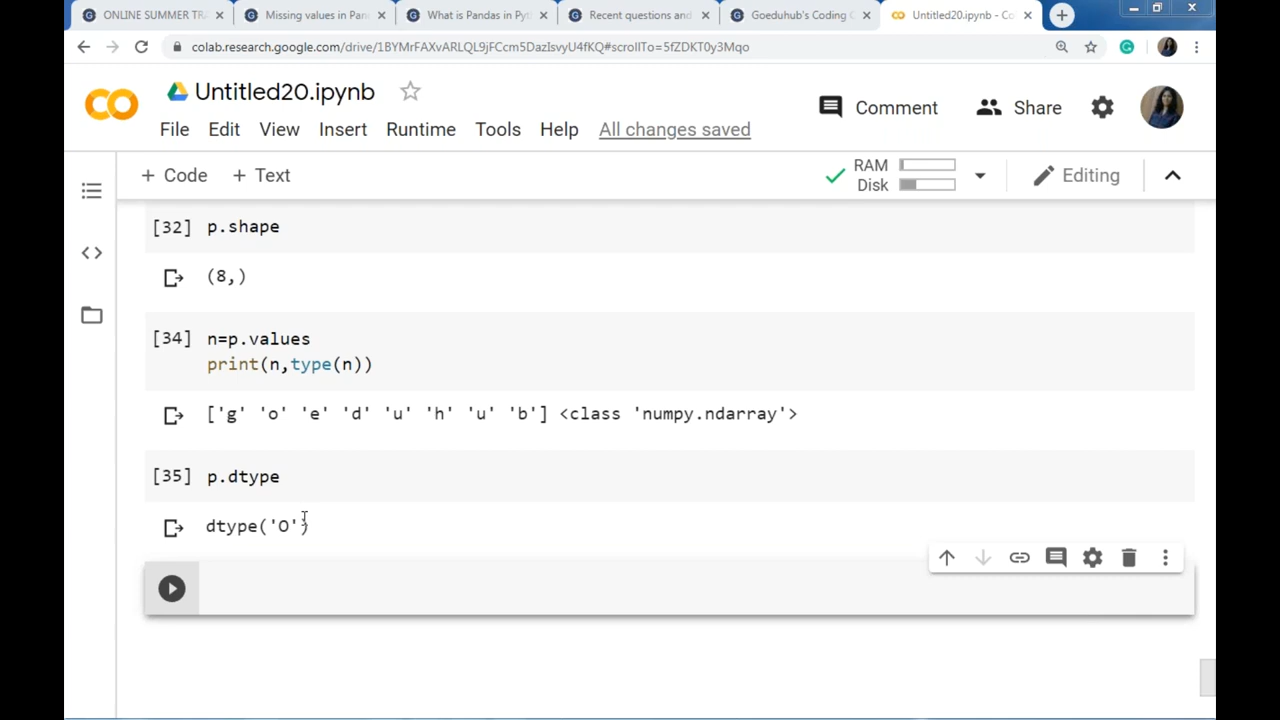 ONLINE SUMMER TR
Missing values in Pan
What is Pandas in Pyt
Recent questions and
Goeduhub's Coding C
Untitled20.ipynb - Co
colab.research.google.com/drive/1BYMrFAXvARLQL9jFCcm5DazIsvyU4fKQ#scrollTo=5fZDKT0y3Mqo
Untitled20.ipynb
Comment
Share
File Edit View Insert Runtime Tools Help All changes saved
+ Code + Text
RAM
Disk
Editing
[32] p.shape
(8,)
[34] n=p.values
print(n,type(n))
['g' 'o' 'e' 'd' 'u' 'h' 'u' 'b'] <class 'numpy.ndarray'>
[35] p.dtype
dtype('O')